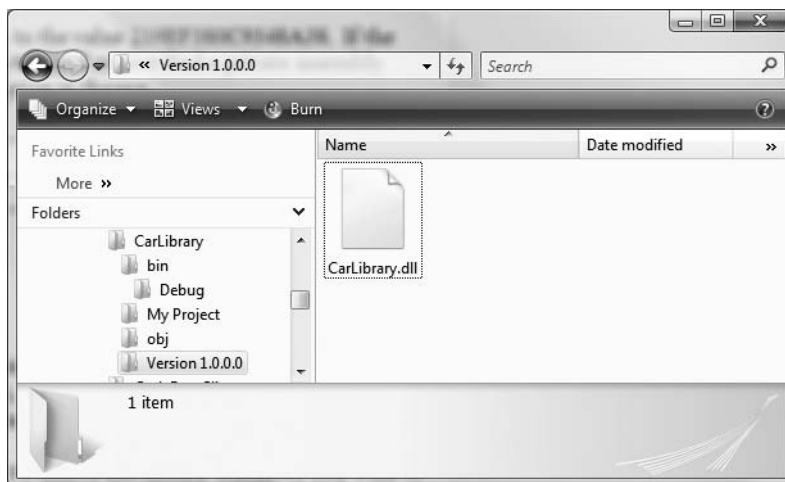 « Version 1.0.0.0
Search
Organize Views Burn
Favorite Links
More »
Folders
CarLibrary
bin
Debug
My Project
obj
Version 1.0.0.0
Name Date modified »
CarLibrary.dll
1 item